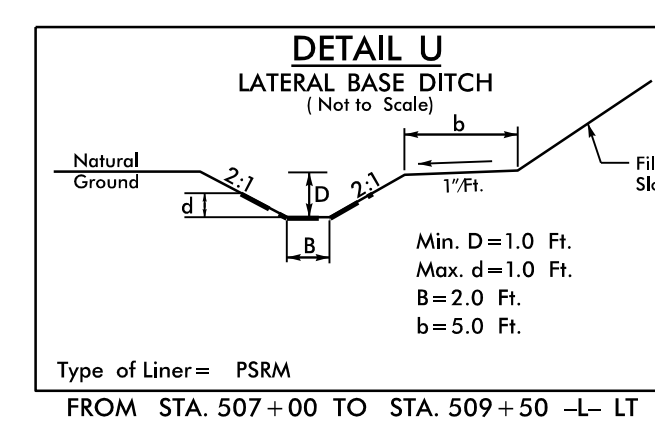 DETAIL U
LATERAL BASE DITCH
( Not to Scale)
b
Natural
Ground
2:1
D
2:1
1"/Ft.
d
B
Min. D=1.0 Ft.
Max. d=1.0 Ft.
B=2.0 Ft.
b=5.0 Ft.
Type of Liner= PSRM
FROM STA. 507+00 TO STA. 509+50 -L- LT